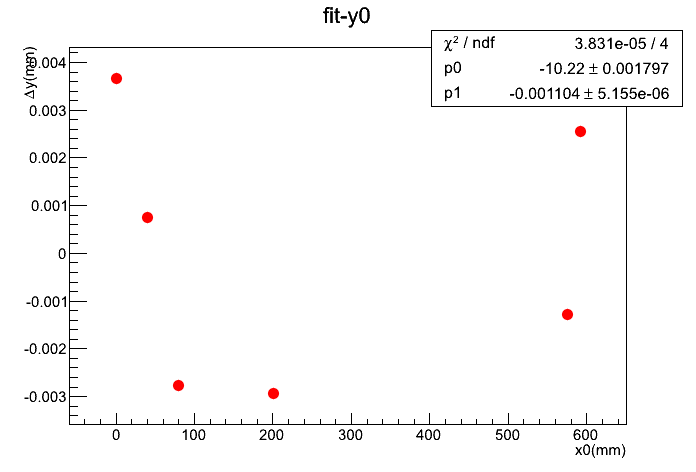 fit-y0
χ² / ndf 3.831e-05 / 4
p0 -10.22 ± 0.001797
p1 -0.001104 ± 5.155e-06
Δy(mm)
0.004
0.003
0.002
0.001
0
-0.001
-0.002
-0.003
0 100 200 300 400 500 600
x0(mm)